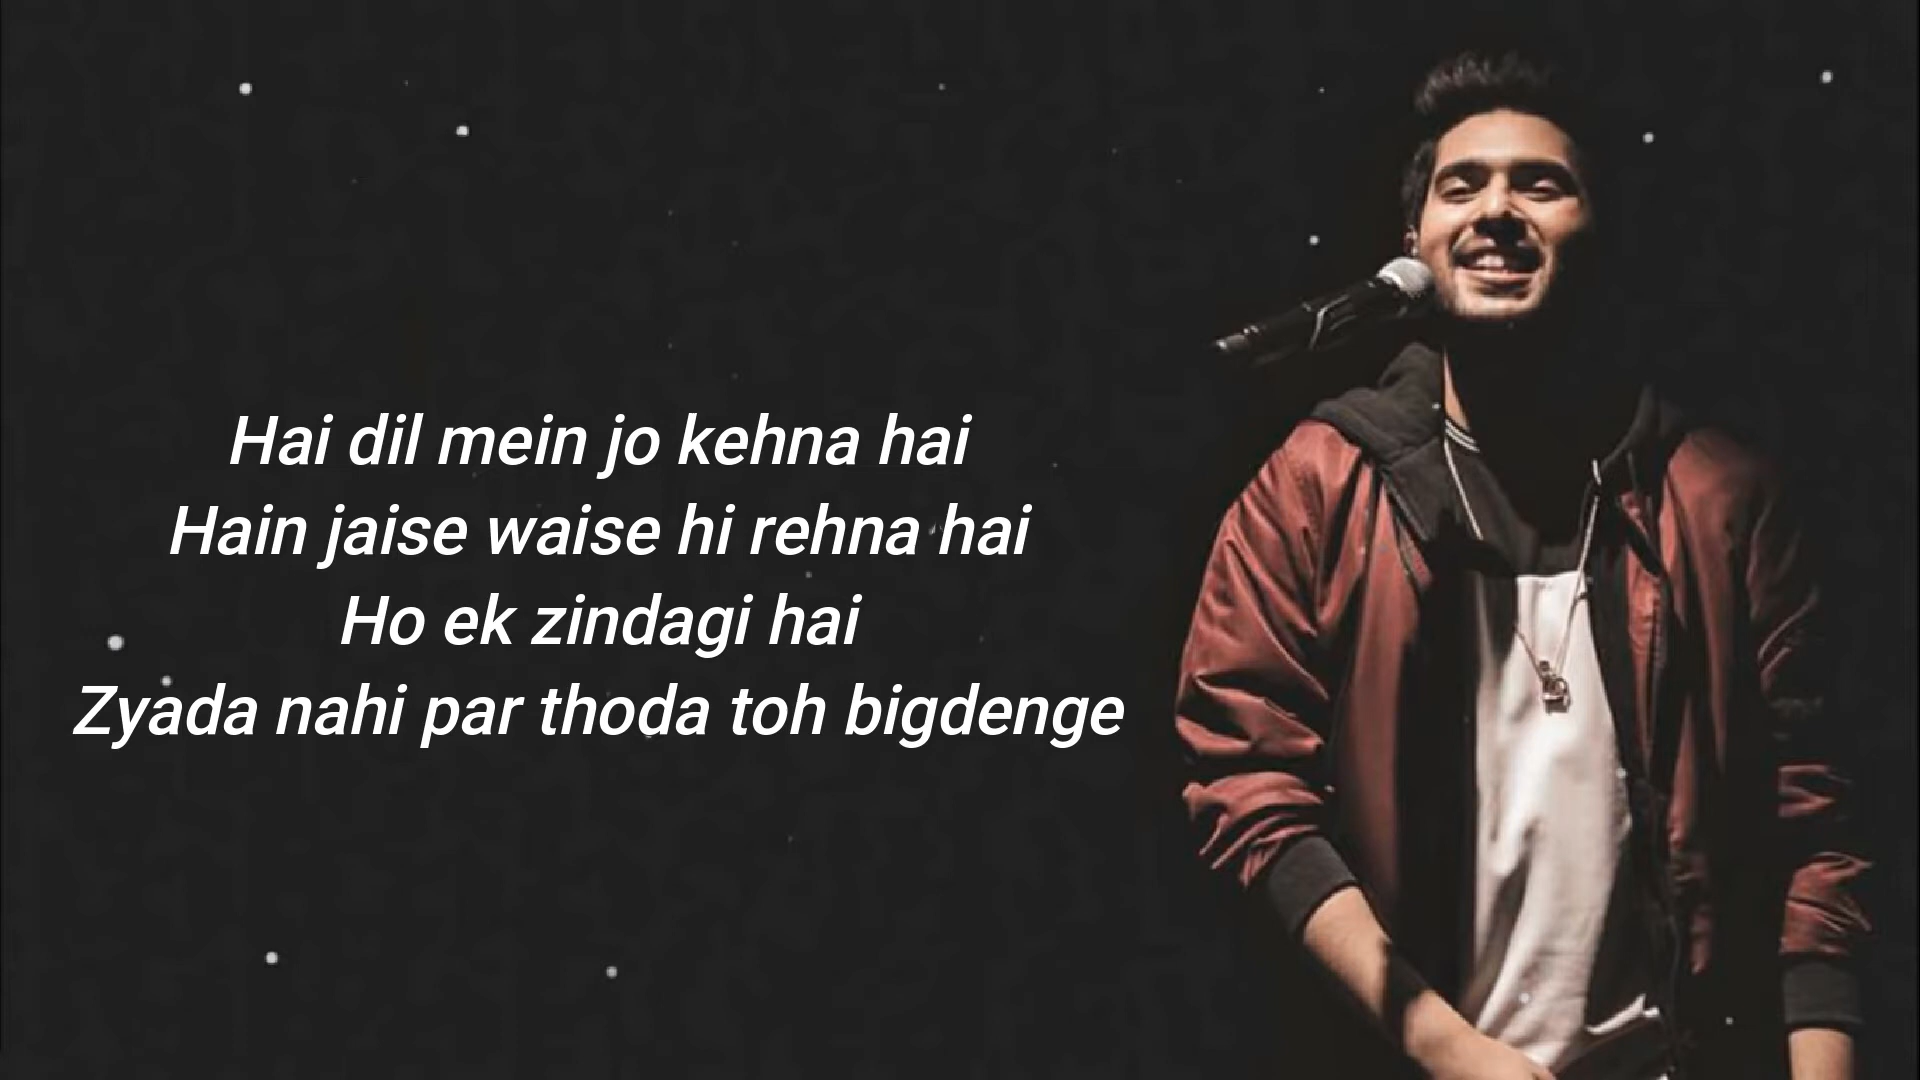 Hai dil mein jo kehna hai
Hain jaise waise hi rehna hai
Ho ek zindagi hai
Zyada nahi par thoda toh bigdenge